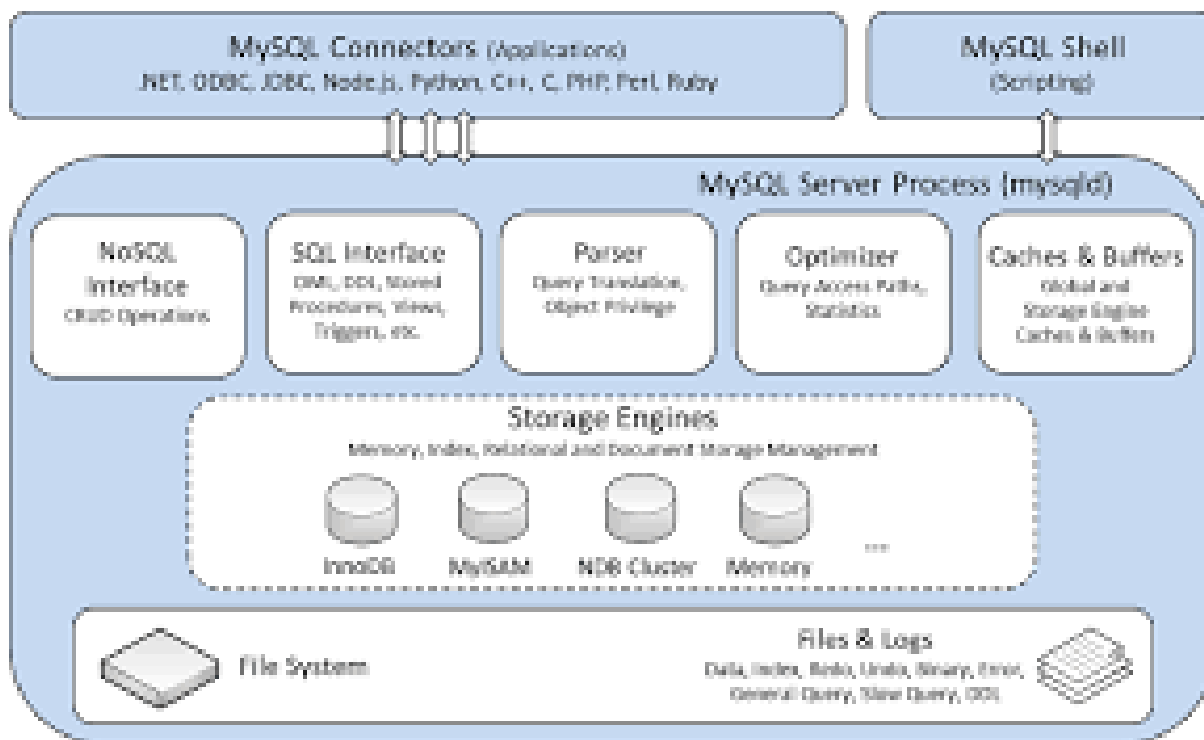 MySQL Connectors (Applications)
.NET, ODBC, JDBC, Node.js, Python, C++, C, PHP, Perl, Ruby
MySQL Shell
(Scripting)
MySQL Server Process (mysqld)
NoSQL
Interface
CRUD Operations
SQL Interface
DML, DDL, Stored
Procedures, Views,
Triggers, etc.
Parser
Query Translation,
Object Privilege
Optimizer
Query Access Paths,
Statistics
Caches & Buffers
Global and
Storage Engine
Caches & Buffers
Storage Engines
Memory, Index, Relational and Document Storage Management
InnoDB
MyISAM
NDB Cluster
Memory
...
File System
Files & Logs
Data, Index, Redo, Undo, Binary, Error,
General Query, Slow Query, DDL